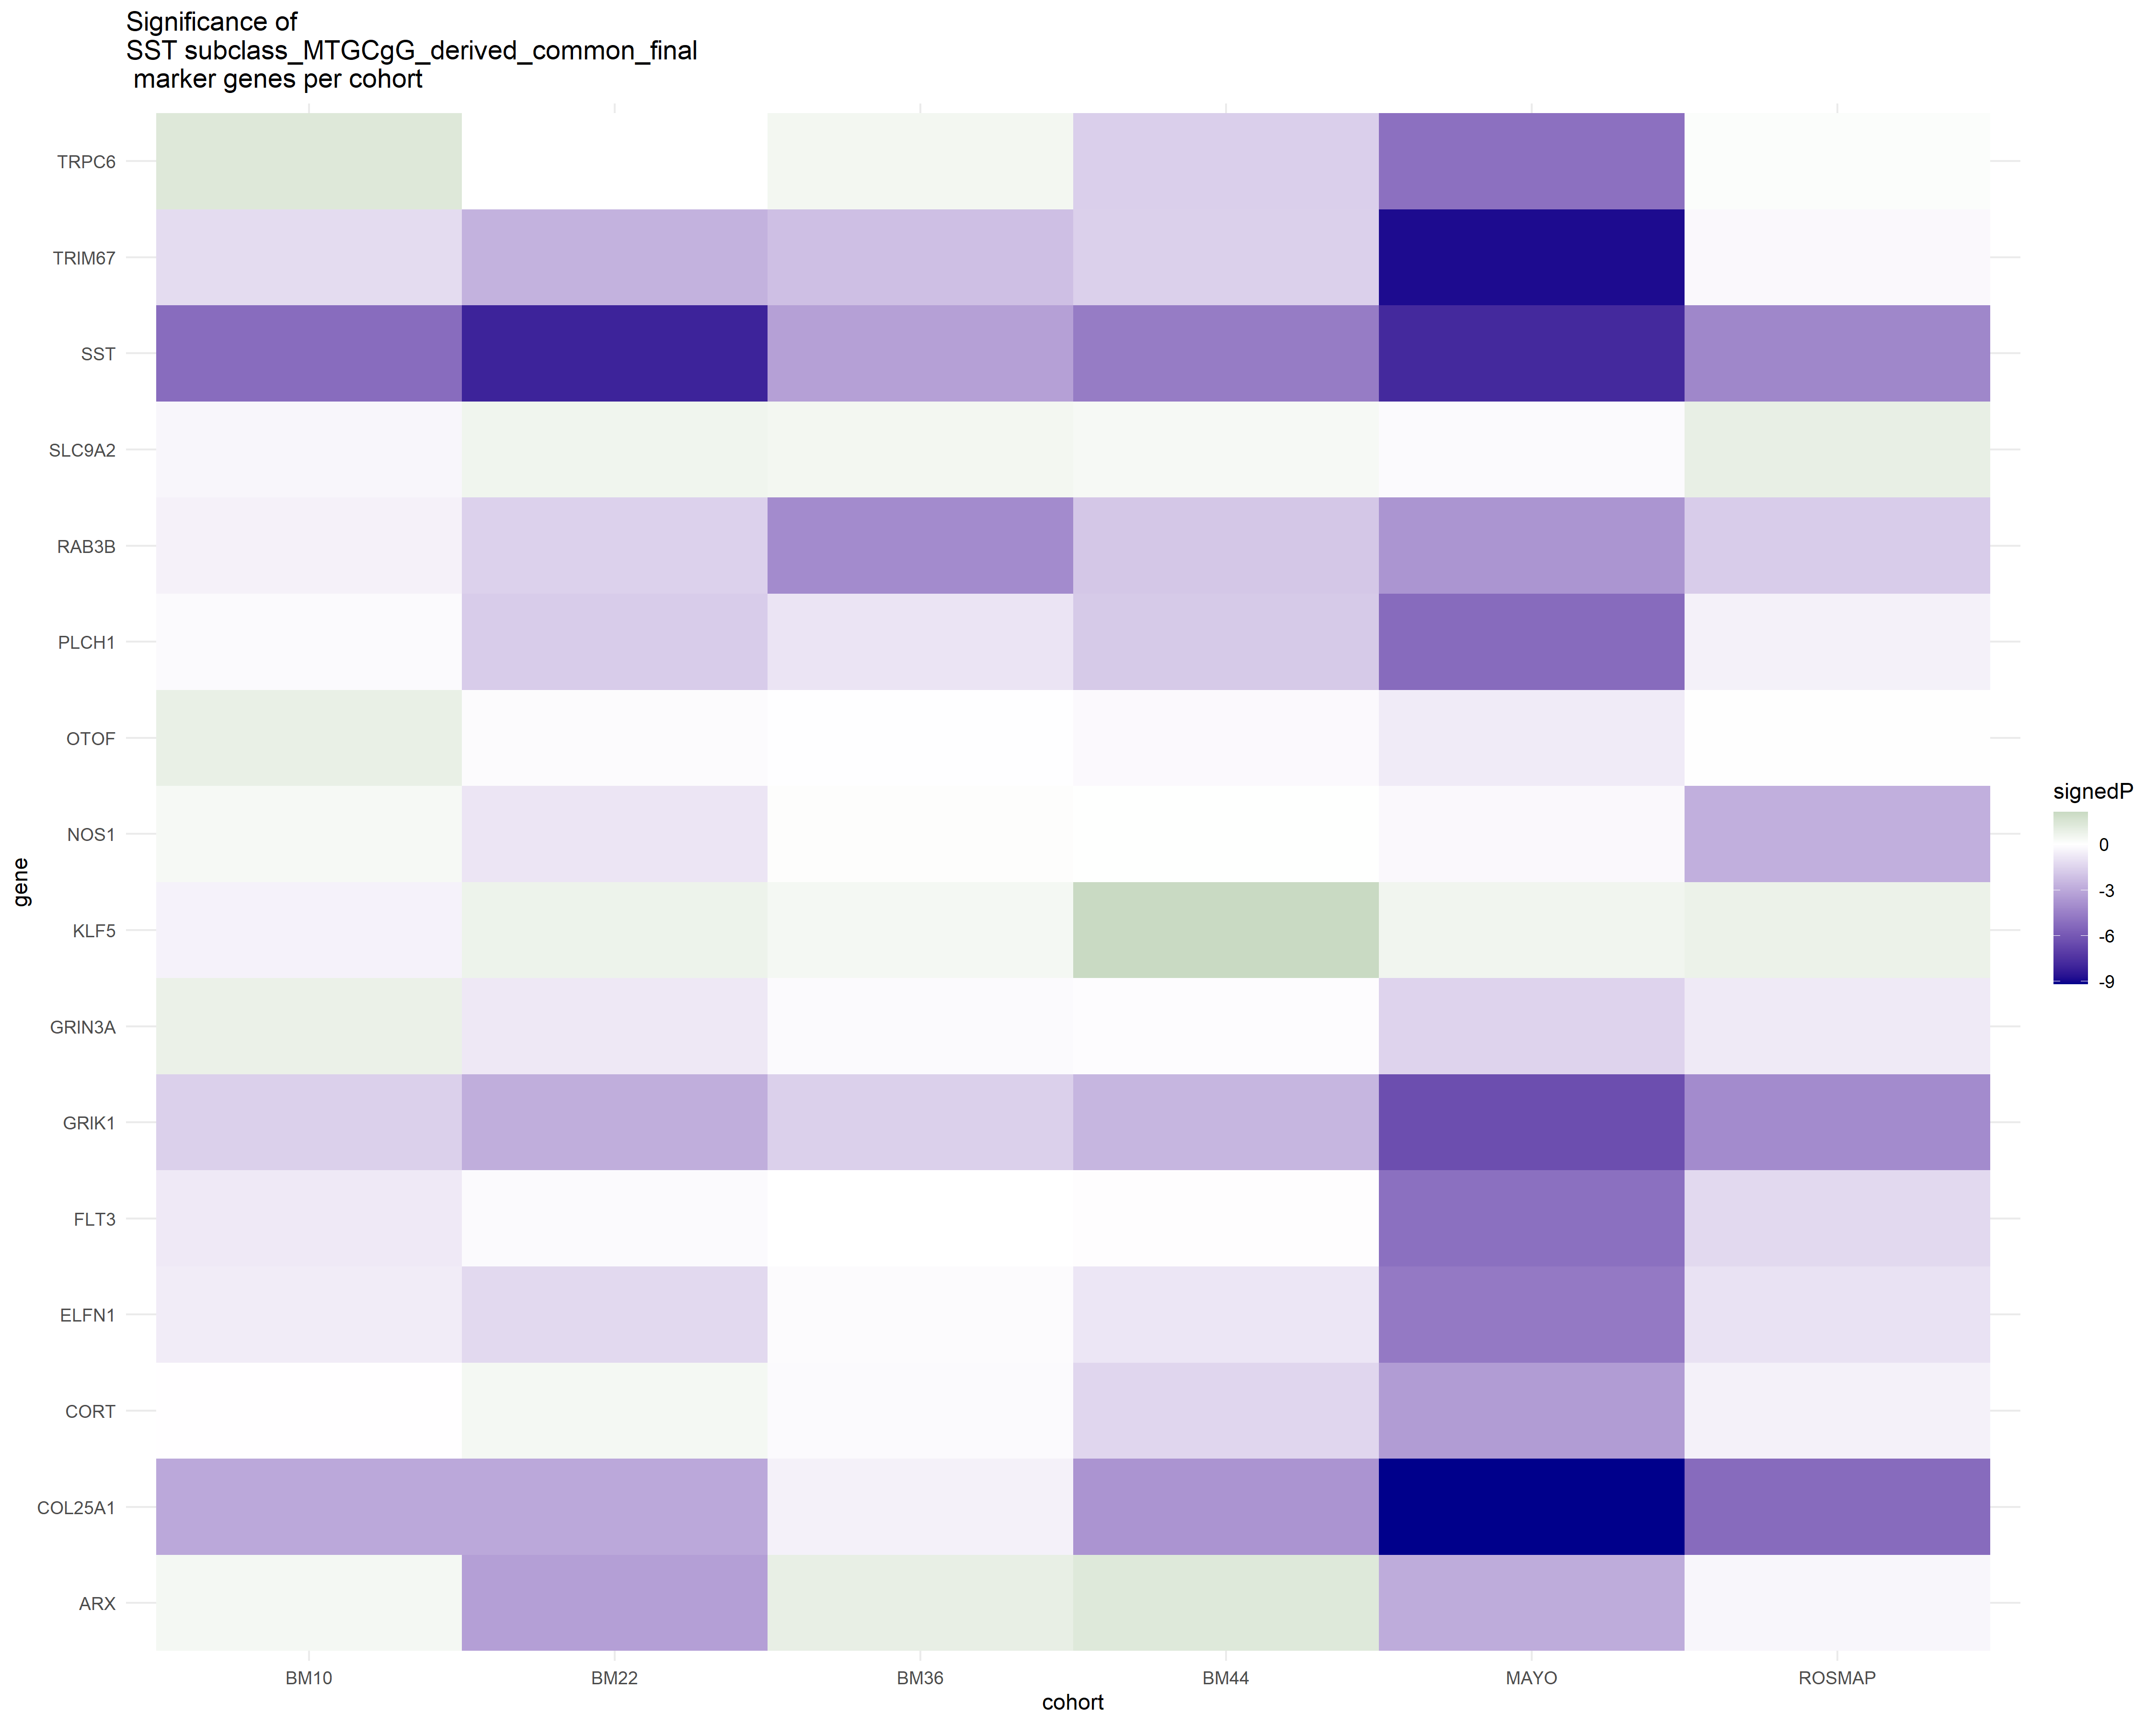 Significance of
SST subclass_MTGCgG_derived_common_final
marker genes per cohort
TRPC6
TRIM67
SST
SLC9A2
RAB3B
PLCH1
OTOF
NOS1
KLF5
GRIN3A
GRIK1
FLT3
ELFN1
CORT
COL25A1
ARX
gene
BM10 BM22 BM36 BM44 MAYO ROSMAP
cohort
signedP
0
-3
-6
-9